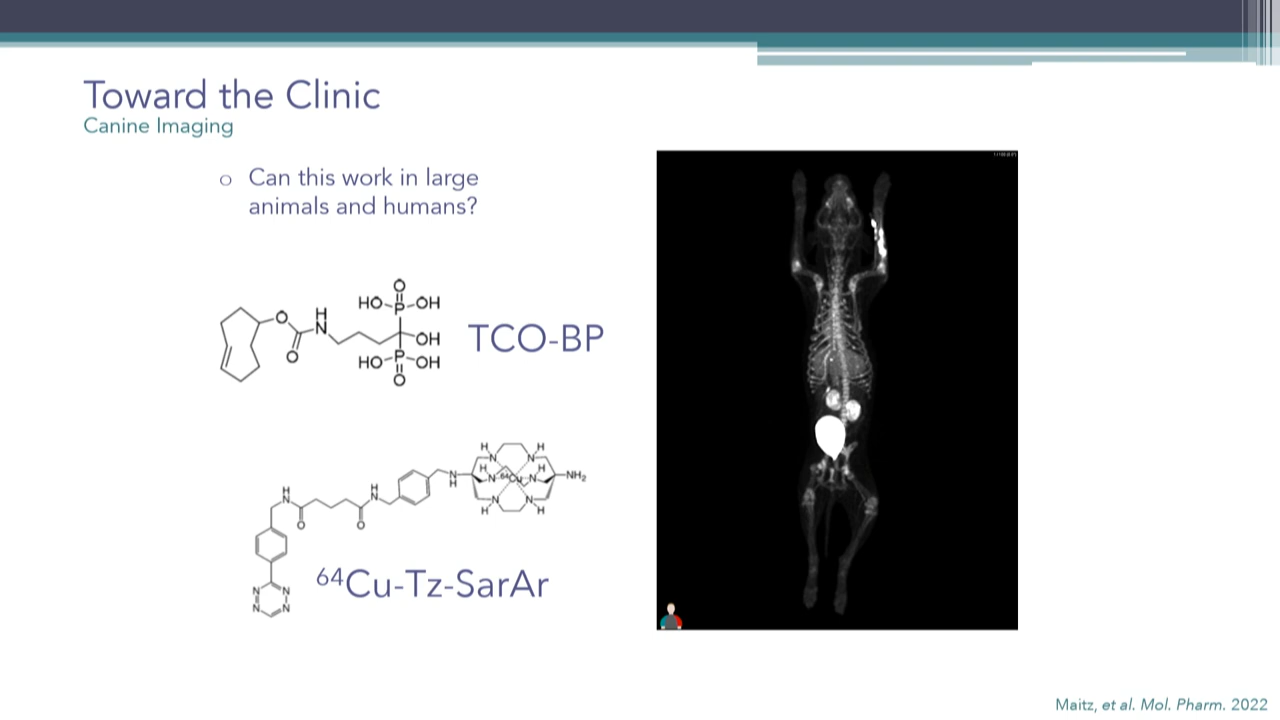 Toward the Clinic
Canine Imaging
o Can this work in large
animals and humans?
O
HO P OH
O H N
OH
O
HO P OH
O
TCO-BP
H H
N N
H H
N H N ⁶⁴Cu N NH₂
H N H N N N
O O H H
N N
N N
⁶⁴Cu-Tz-SarAr
Maitz, et al. Mol. Pharm. 2022